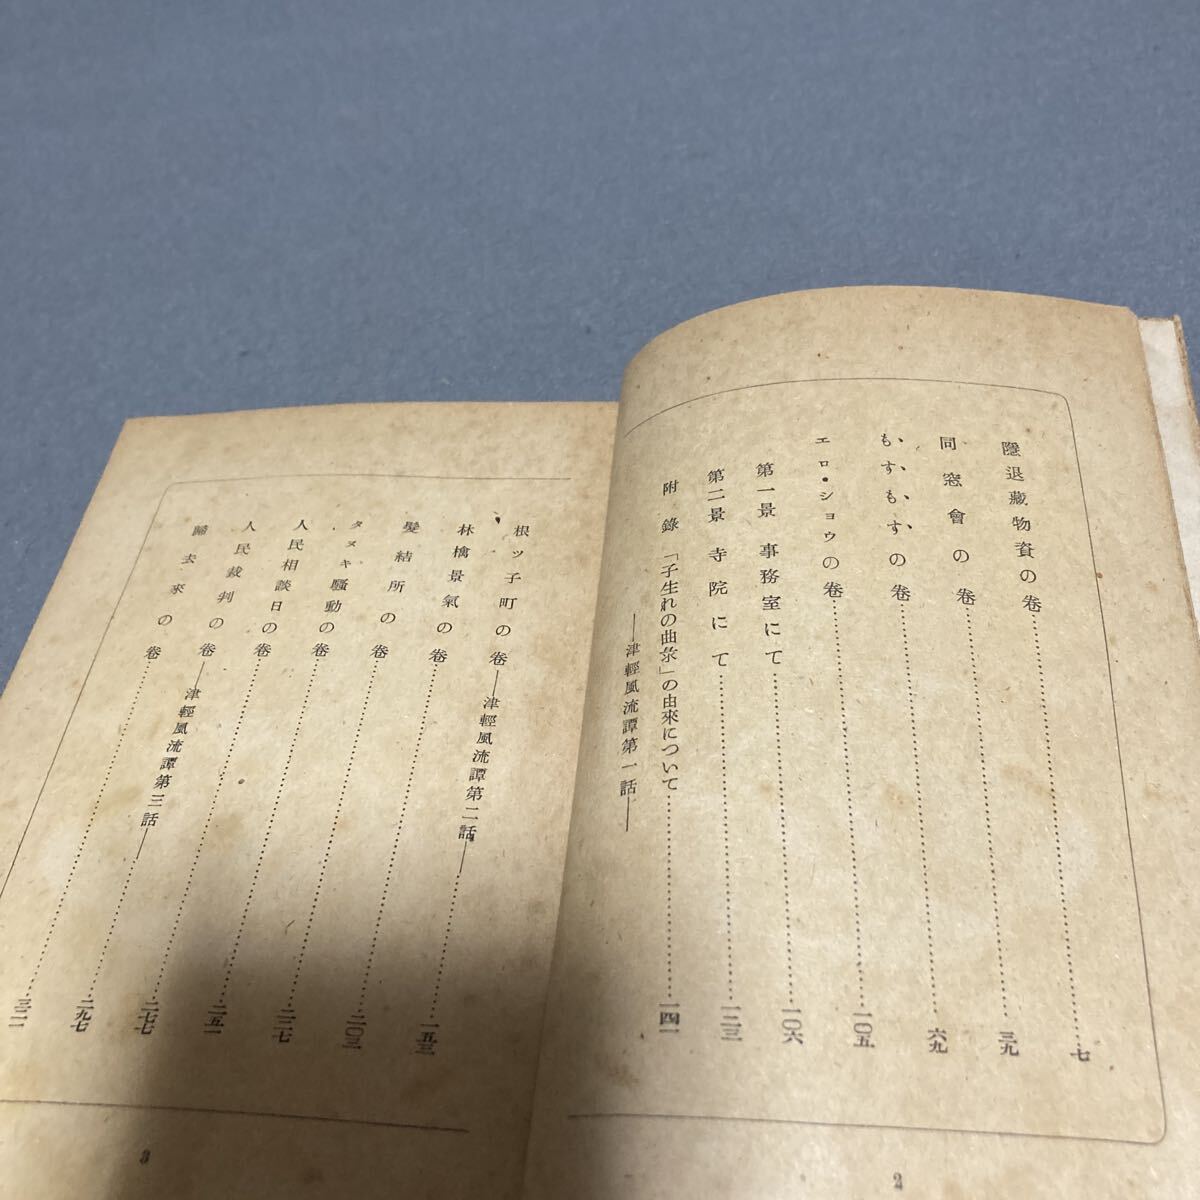 隱退藏物資の卷……………七
同窓會の卷……………三九
もすもすの卷……………六九
エロ・ショウの卷……………一〇五
第一景 事務室にて……………一〇六
第二景 寺院にて……………一二三
附錄 「子生れの曲彔」の由來について……………一四一
――津輕風流譚第一話――
2
根ッ子町の卷――津輕風流譚第二話――……………一五三
林檎景氣の卷……………二〇三
髮結所の卷……………二三七
タヌキ騷動の卷……………二五一
人民相談日の卷……………二七七
人民裁判の卷――津輕風流譚第三話――……………二九七
歸去來の卷……………三二一
3